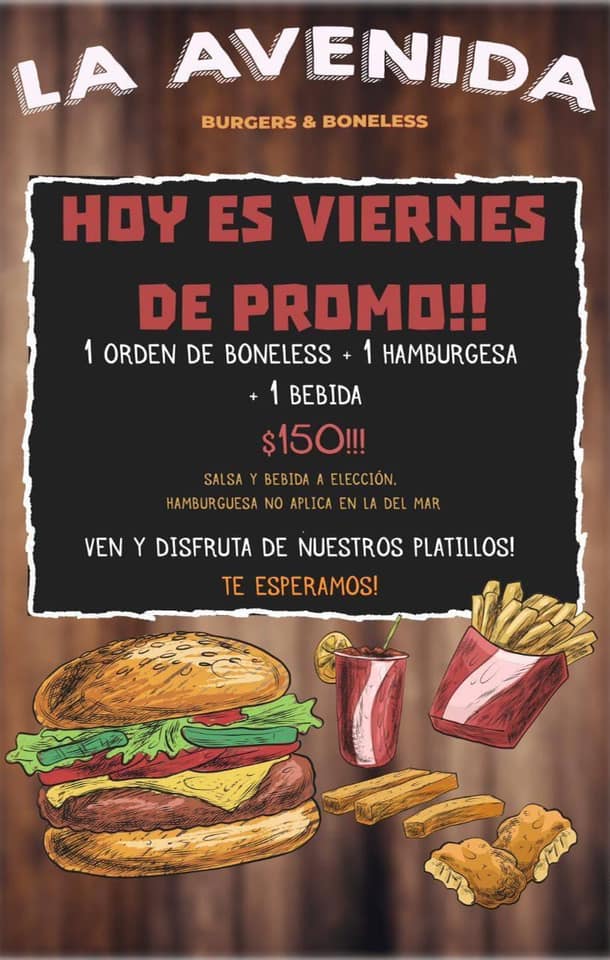 LA AVENIDA
BURGERS & BONELESS
HOY ES VIERNES
DE PROMO!!
1 ORDEN DE BONELESS + 1 HAMBURGESA
+ 1 BEBIDA
$150!!!
SALSA Y BEBIDA A ELECCIÓN.
HAMBURGUESA NO APLICA EN LA DEL MAR
VEN Y DISFRUTA DE NUESTROS PLATILLOS!
TE ESPERAMOS!